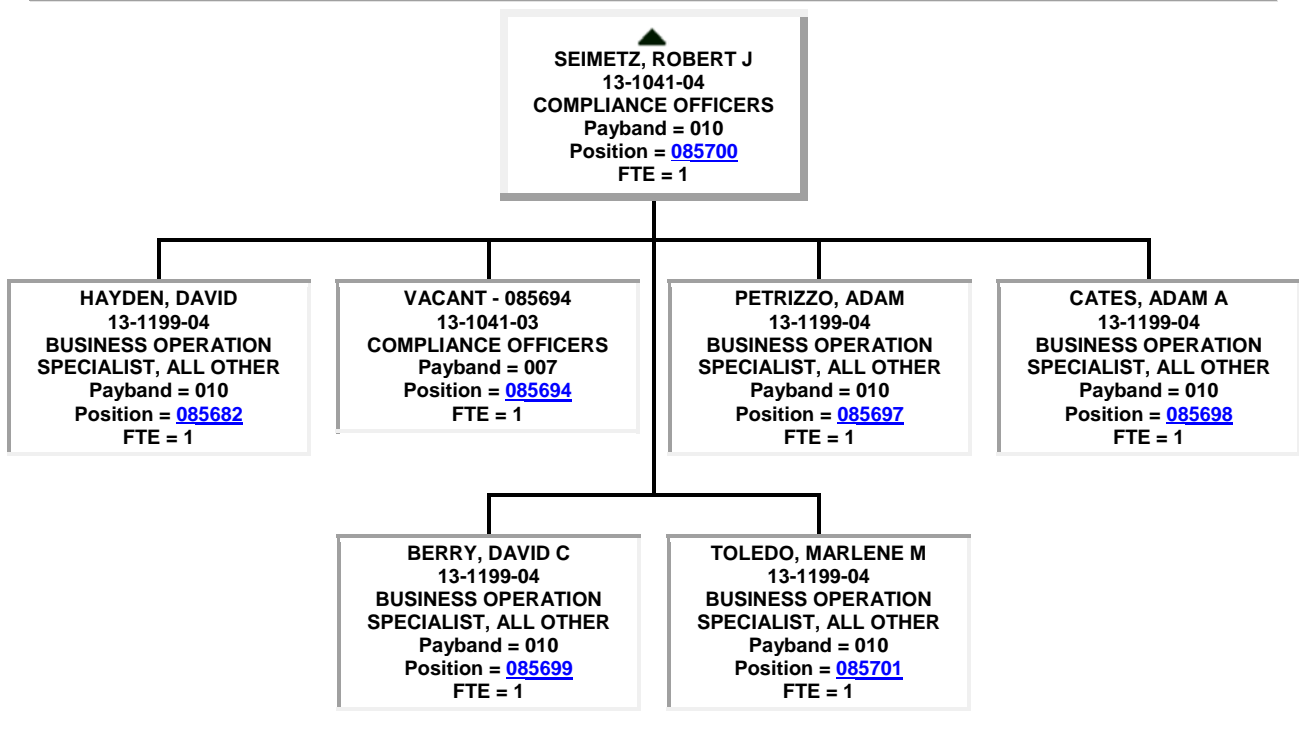 SEIMETZ, ROBERT J
13-1041-04
COMPLIANCE OFFICERS
Payband = 010
Position = 085700
FTE = 1
HAYDEN, DAVID
13-1199-04
BUSINESS OPERATION
SPECIALIST, ALL OTHER
Payband = 010
Position = 085682
FTE = 1
VACANT - 085694
13-1041-03
COMPLIANCE OFFICERS
Payband = 007
Position = 085694
FTE = 1
PETRIZZO, ADAM
13-1199-04
BUSINESS OPERATION
SPECIALIST, ALL OTHER
Payband = 010
Position = 085697
FTE = 1
CATES, ADAM A
13-1199-04
BUSINESS OPERATION
SPECIALIST, ALL OTHER
Payband = 010
Position = 085698
FTE = 1
BERRY, DAVID C
13-1199-04
BUSINESS OPERATION
SPECIALIST, ALL OTHER
Payband = 010
Position = 085699
FTE = 1
TOLEDO, MARLENE M
13-1199-04
BUSINESS OPERATION
SPECIALIST, ALL OTHER
Payband = 010
Position = 085701
FTE = 1